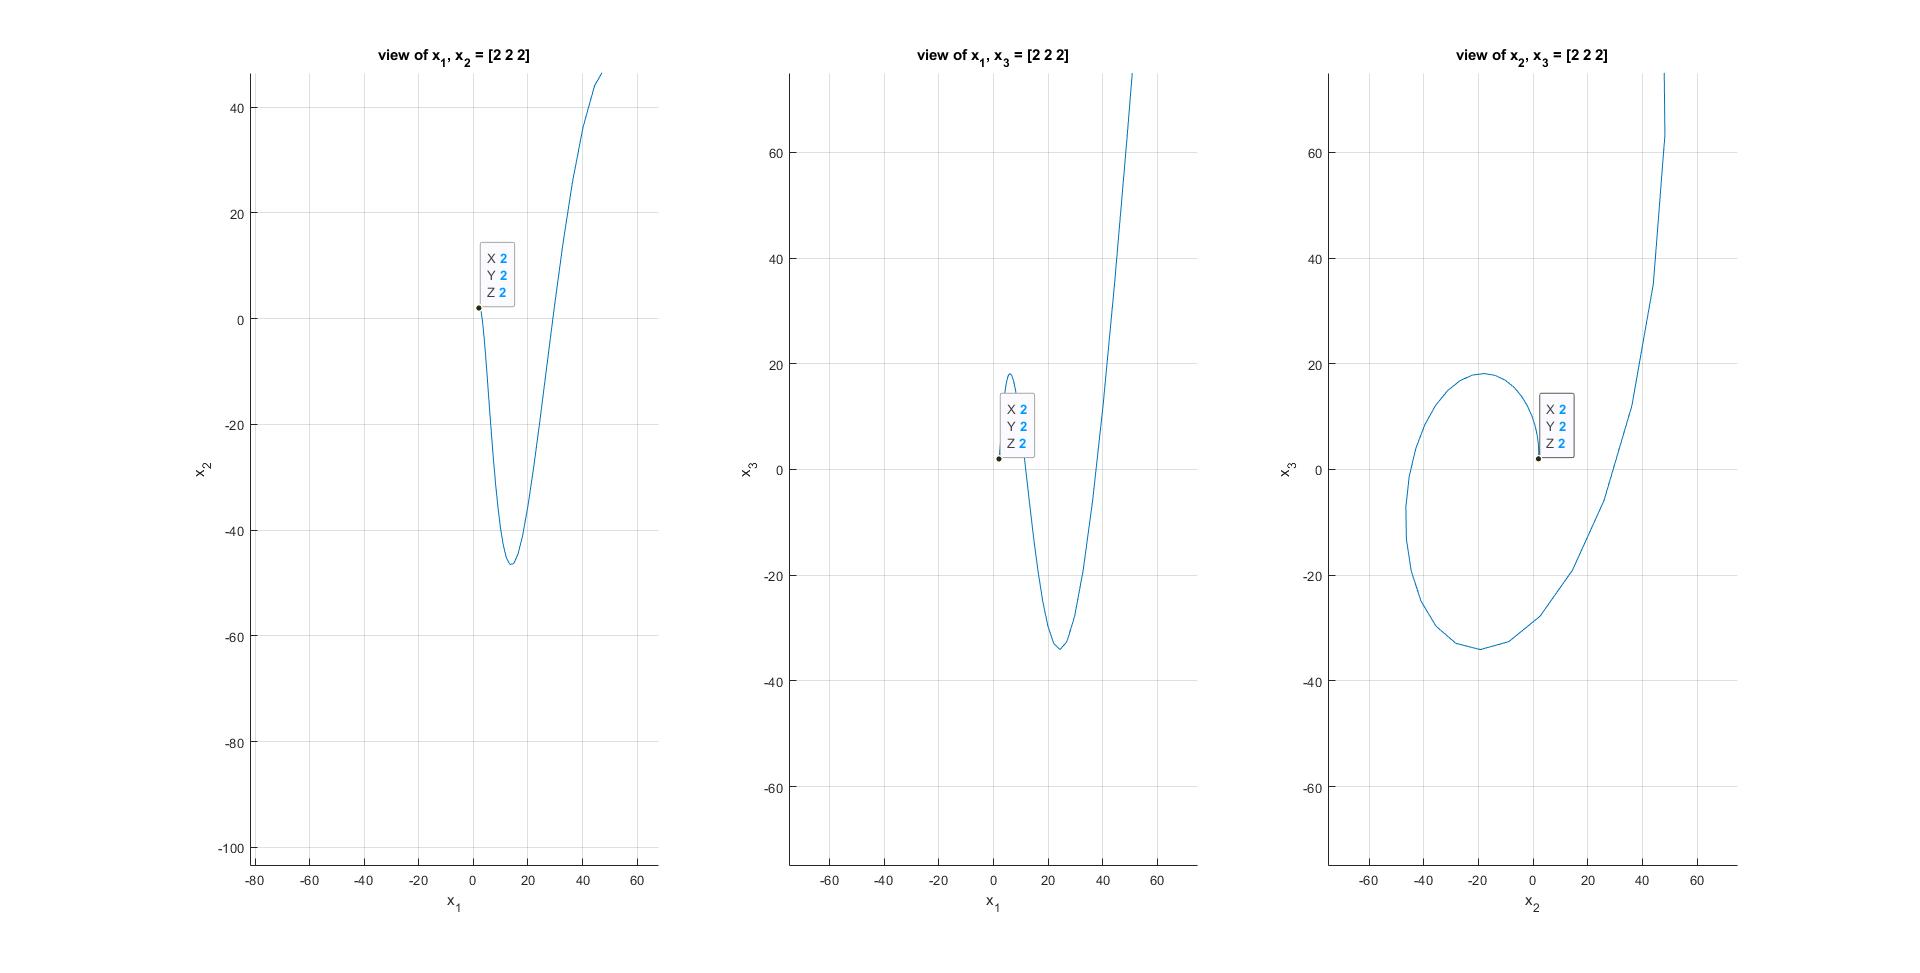 view of x₁, x₂ = [2 2 2]
40
20
0
-20
-40
-60
-80
-100
x₂
X 2
Y 2
Z 2
-80 -60 -40 -20 0 20 40 60
x₁
view of x₁, x₃ = [2 2 2]
60
40
20
0
-20
-40
-60
x₃
X 2
Y 2
Z 2
-60 -40 -20 0 20 40 60
x₁
view of x₂, x₃ = [2 2 2]
60
40
20
0
-20
-40
-60
x₃
X 2
Y 2
Z 2
-60 -40 -20 0 20 40 60
x₂